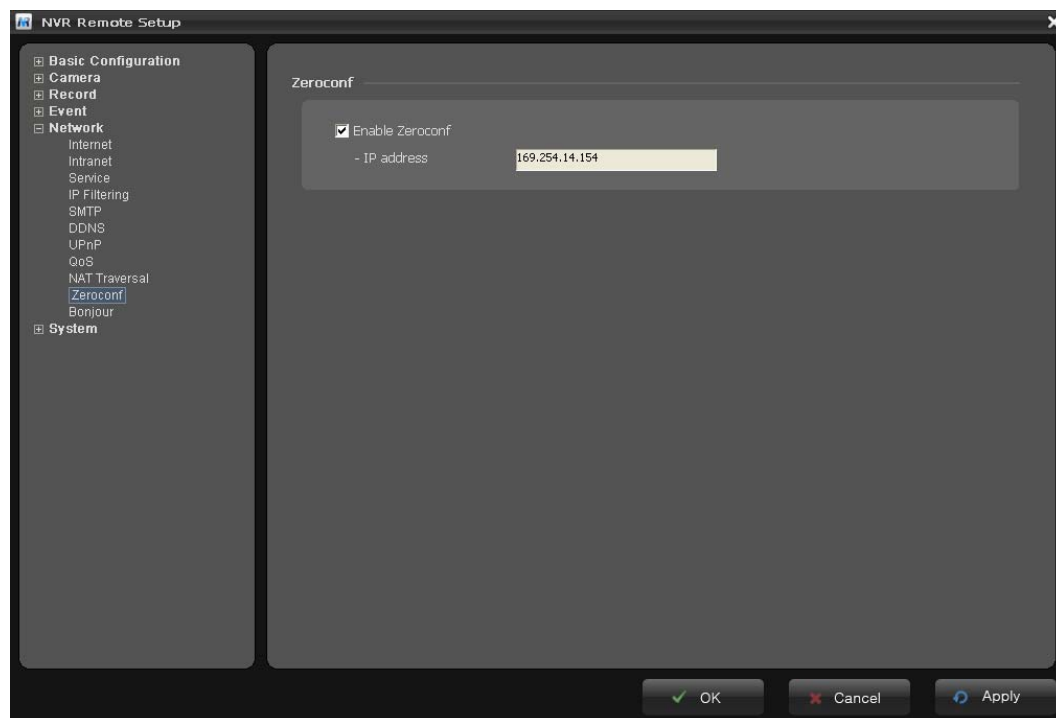 NVR Remote Setup
Basic Configuration
Camera
Record
Event
Network
Internet
Intranet
Service
IP Filtering
SMTP
DDNS
UPnP
QoS
NAT Traversal
Zeroconf
Bonjour
System
Zeroconf
Enable Zeroconf
- IP address 169.254.14.154
OK Cancel Apply